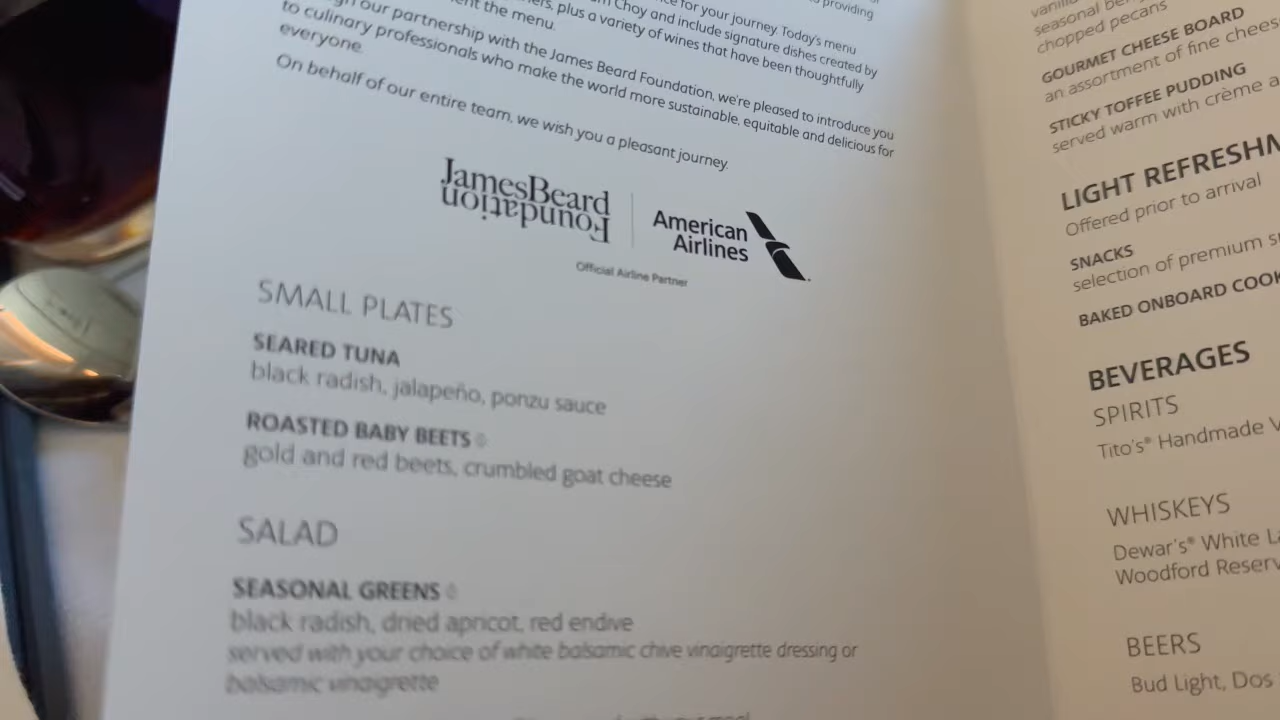 for your journey. Today's menu
Choy and include signature dishes created by
plus a variety of wines that have been thoughtfully
the menu.
our partnership with the James Beard Foundation, we're pleased to introduce you
to culinary professionals who make the world more sustainable, equitable and delicious for
everyone.
On behalf of our entire team, we wish you a pleasant journey.
JamesBeard
Foundation
American
Airlines
Official Airline Partner
SMALL PLATES
SEARED TUNA
black radish, jalapeño, ponzu sauce
ROASTED BABY BEETS
gold and red beets, crumbled goat cheese
SALAD
SEASONAL GREENS
black radish, dried apricot, red endive
served with your choice of white balsamic chive vinaigrette dressing or
balsamic vinaigrette
seasonal
chopped pecans
GOURMET CHEESE BOARD
an assortment of fine
STICKY TOFFEE PUDDING
served warm with crème
LIGHT
Offered prior to arrival
SNACKS
selection of premium
BAKED ONBOARD
BEVERAGES
SPIRITS
Tito's® Handmade
WHISKEYS
Dewar's® White
Woodford
BEERS
Bud Light, Dos